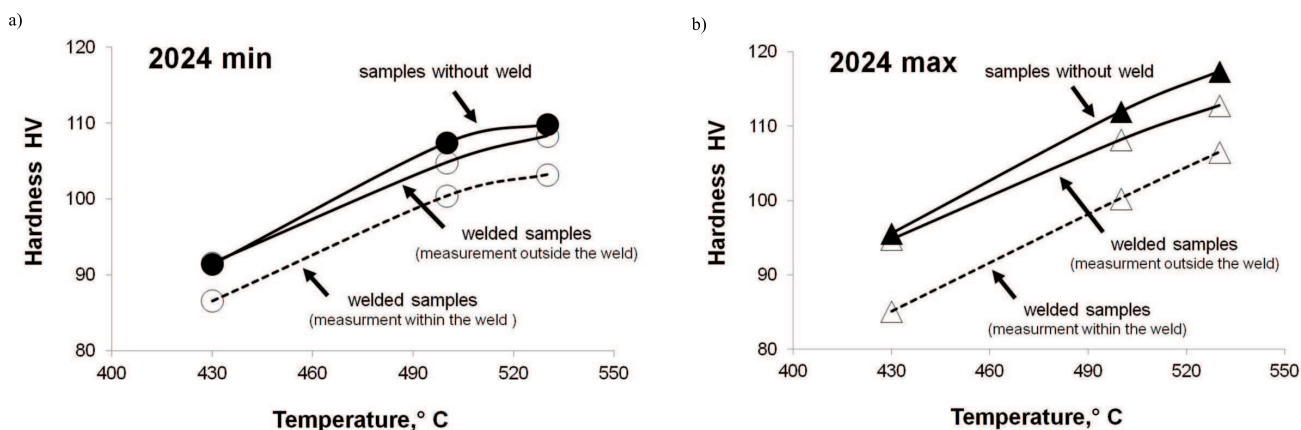 a)
2024 min
samples without weld
Hardness HV
120
110
100
90
80
welded samples
(measurement outside the weld)
welded samples
(measurment within the weld )
400
430
460
490
520
550
Temperature,° C
b)
2024 max
samples without weld
Hardness HV
120
110
100
90
80
welded samples
(measurment outside the weld)
welded samples
(measurment within the weld)
400
430
460
490
520
550
Temperature,° C